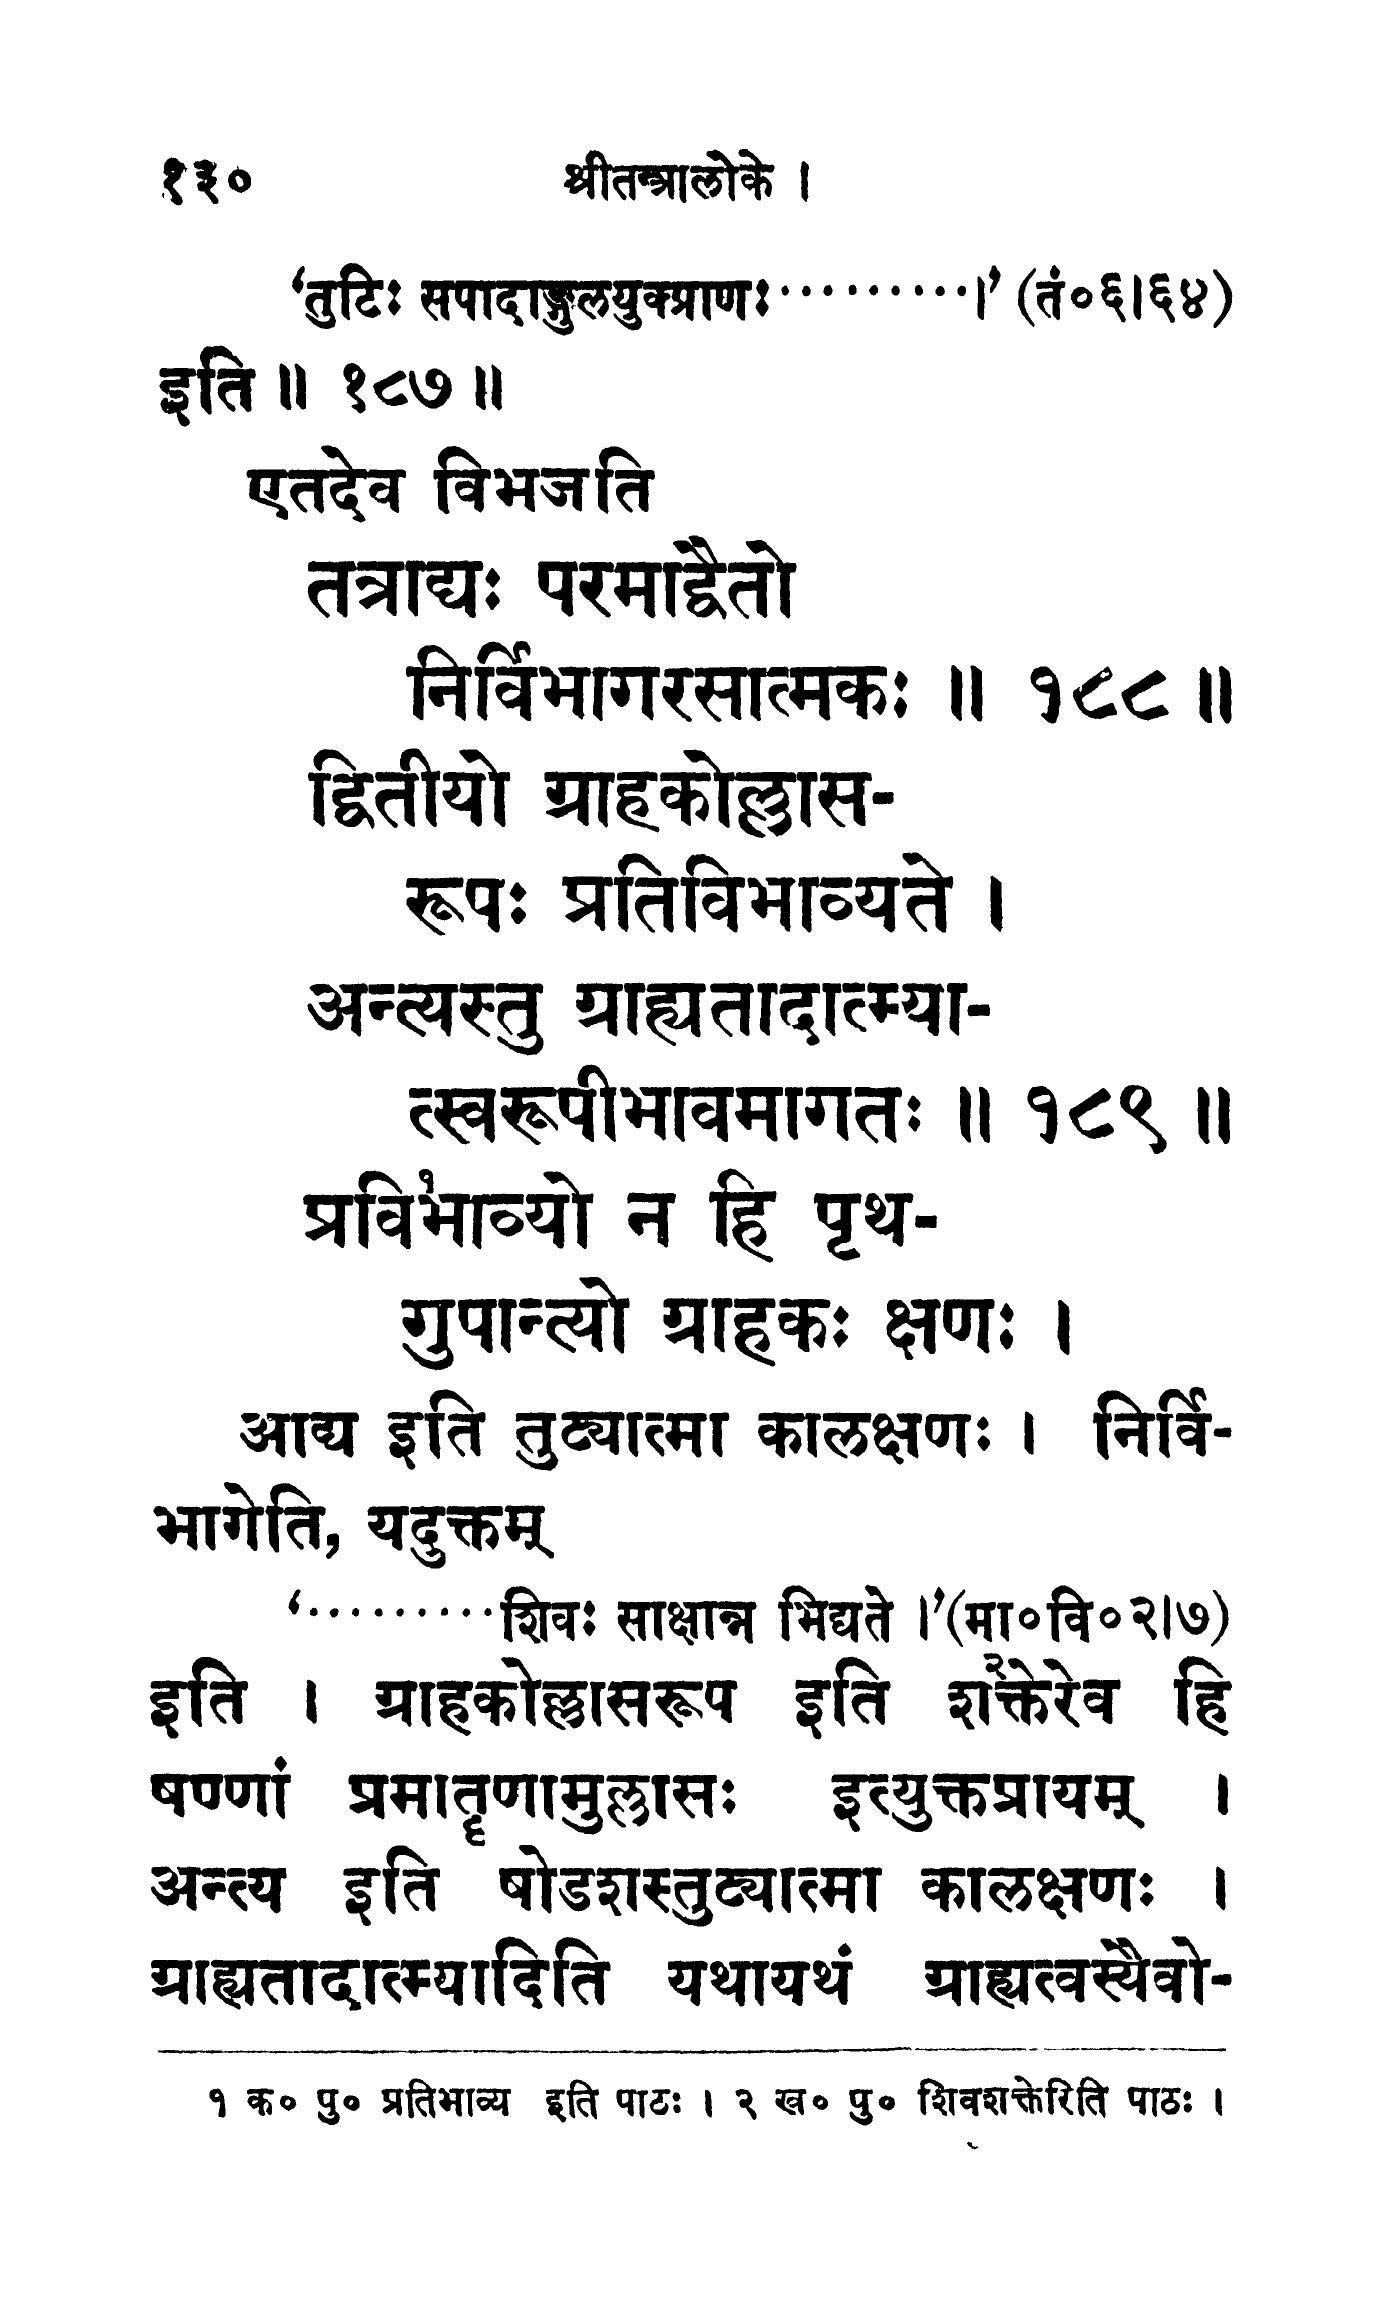 १३० श्रीतन्त्रालोके ।
‘तुटिः सपादाङ्गुलयुक्प्राणः·········।’ (तं०६।६४)
इति ॥ १८७ ॥
एतदेव विभजति
तत्राद्यः परमाद्वैतो
निर्विभागरसात्मकः ॥ १८८ ॥
द्वितीयो ग्राहकोल्लास-
रूपः प्रतिविभाव्यते ।
अन्त्यस्तु ग्राह्यतादात्म्या-
त्स्वरूपीभावमागतः ॥ १८९ ॥
प्रवि१भाव्यो न हि पृथ-
गुपान्त्यो ग्राहकः क्षणः ।
आद्य इति तुट्यात्मा कालक्षणः । निर्वि-
भागेति, यदुक्तम्
‘·········शिवः साक्षान्न भिद्यते ।’(मा०वि०२।७)
इति । ग्राहकोल्लासरूप इति श२क्तेरेव हि
षण्णां प्रमातॄणामुल्लासः इत्युक्तप्रायम् ।
अन्त्य इति षोडशस्तुट्यात्मा कालक्षणः ।
ग्राह्यतादात्म्यादिति यथायथं ग्राह्यत्वस्यैवो-
१ क० पु० प्रतिभाव्य इति पाठः । २ ख० पु० शिवशक्तेरिति पाठः ।